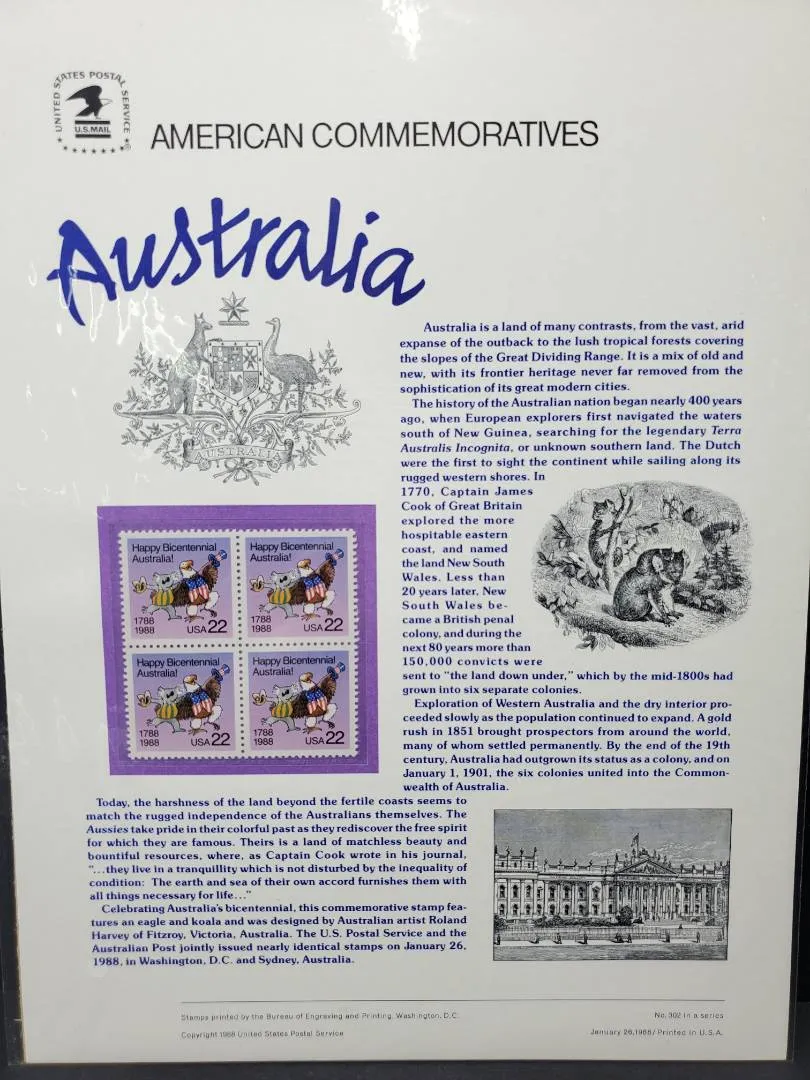 UNITED STATES POSTAL SERVICE
U.S.MAIL
AMERICAN COMMEMORATIVES
Australia
AUSTRALIA
Australia is a land of many contrasts, from the vast, arid
expanse of the outback to the lush tropical forests covering
the slopes of the Great Dividing Range. It is a mix of old and
new, with its frontier heritage never far removed from the
sophistication of its great modern cities.
The history of the Australian nation began nearly 400 years
ago, when European explorers first navigated the waters
south of New Guinea, searching for the legendary Terra
Australis Incognita, or unknown southern land. The Dutch
were the first to sight the continent while sailing along its
rugged western shores. In
1770, Captain James
Cook of Great Britain
explored the more
hospitable eastern
coast, and named
the land New South
Wales. Less than
20 years later, New
South Wales be-
came a British penal
colony, and during the
next 80 years more than
150,000 convicts were
sent to "the land down under," which by the mid-1800s had
grown into six separate colonies.
Exploration of Western Australia and the dry interior pro-
ceeded slowly as the population continued to expand. A gold
rush in 1851 brought prospectors from around the world,
many of whom settled permanently. By the end of the 19th
century, Australia had outgrown its status as a colony, and on
January 1, 1901, the six colonies united into the Common-
wealth of Australia.
Happy Bicentennial
Australia!
1788
1988
USA 22
Happy Bicentennial
Australia!
1788
1988
USA 22
Happy Bicentennial
Australia!
1788
1988
USA 22
Happy Bicentennial
Australia!
1788
1988
USA 22
Today, the harshness of the land beyond the fertile coasts seems to
match the rugged independence of the Australians themselves. The
Aussies take pride in their colorful past as they rediscover the free spirit
for which they are famous. Theirs is a land of matchless beauty and
bountiful resources, where, as Captain Cook wrote in his journal,
"...they live in a tranquillity which is not disturbed by the inequality of
condition: The earth and sea of their own accord furnishes them with
all things necessary for life..."
Celebrating Australia's bicentennial, this commemorative stamp fea-
tures an eagle and koala and was designed by Australian artist Roland
Harvey of Fitzroy, Victoria, Australia. The U.S. Postal Service and the
Australian Post jointly issued nearly identical stamps on January 26,
1988, in Washington, D.C. and Sydney, Australia.
Stamps printed by the Bureau of Engraving and Printing, Washington, D.C.
No. 302 in a series
Copyright 1988 United States Postal Service
January 26, 1988/Printed in U.S.A.